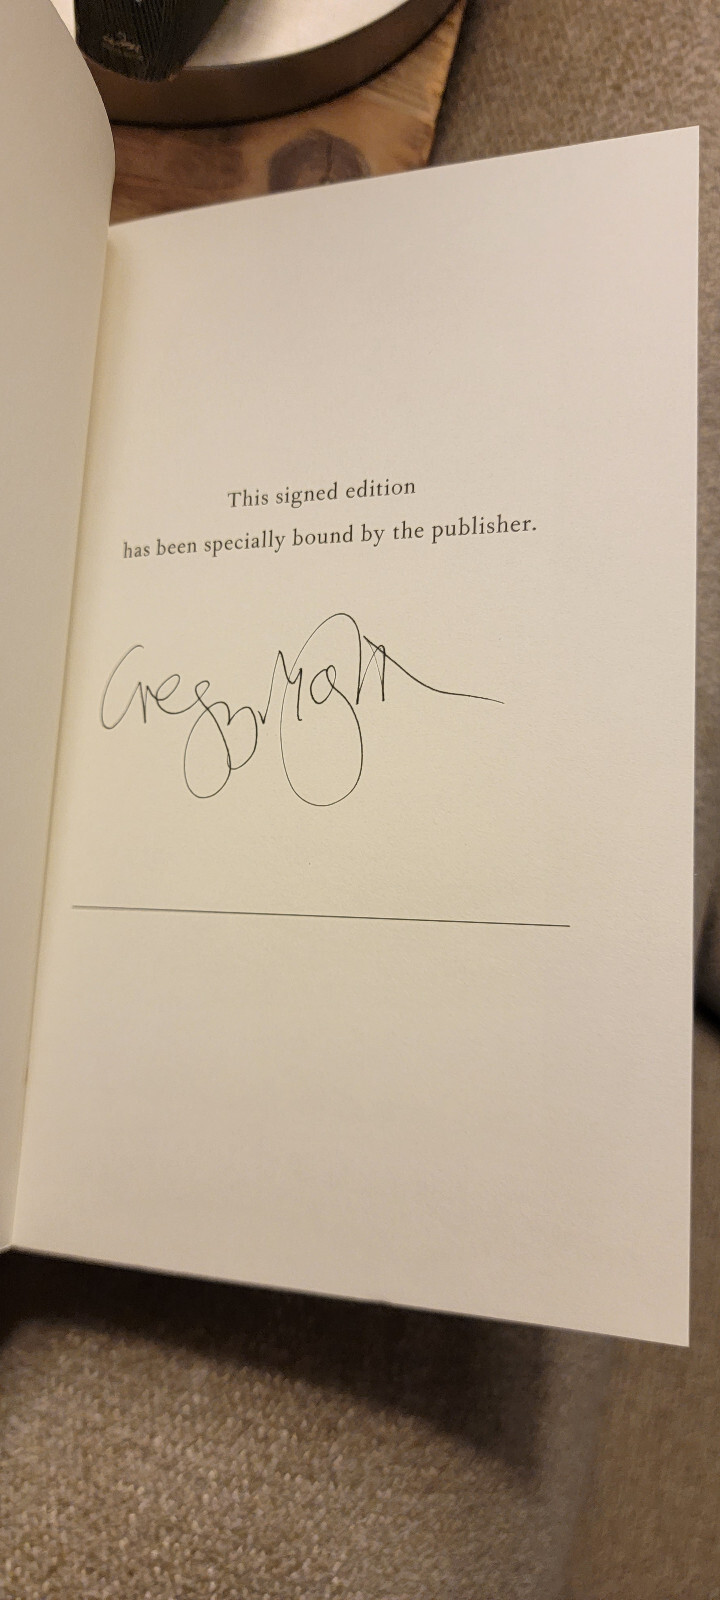 This signed edition
has been specially bound by the publisher.